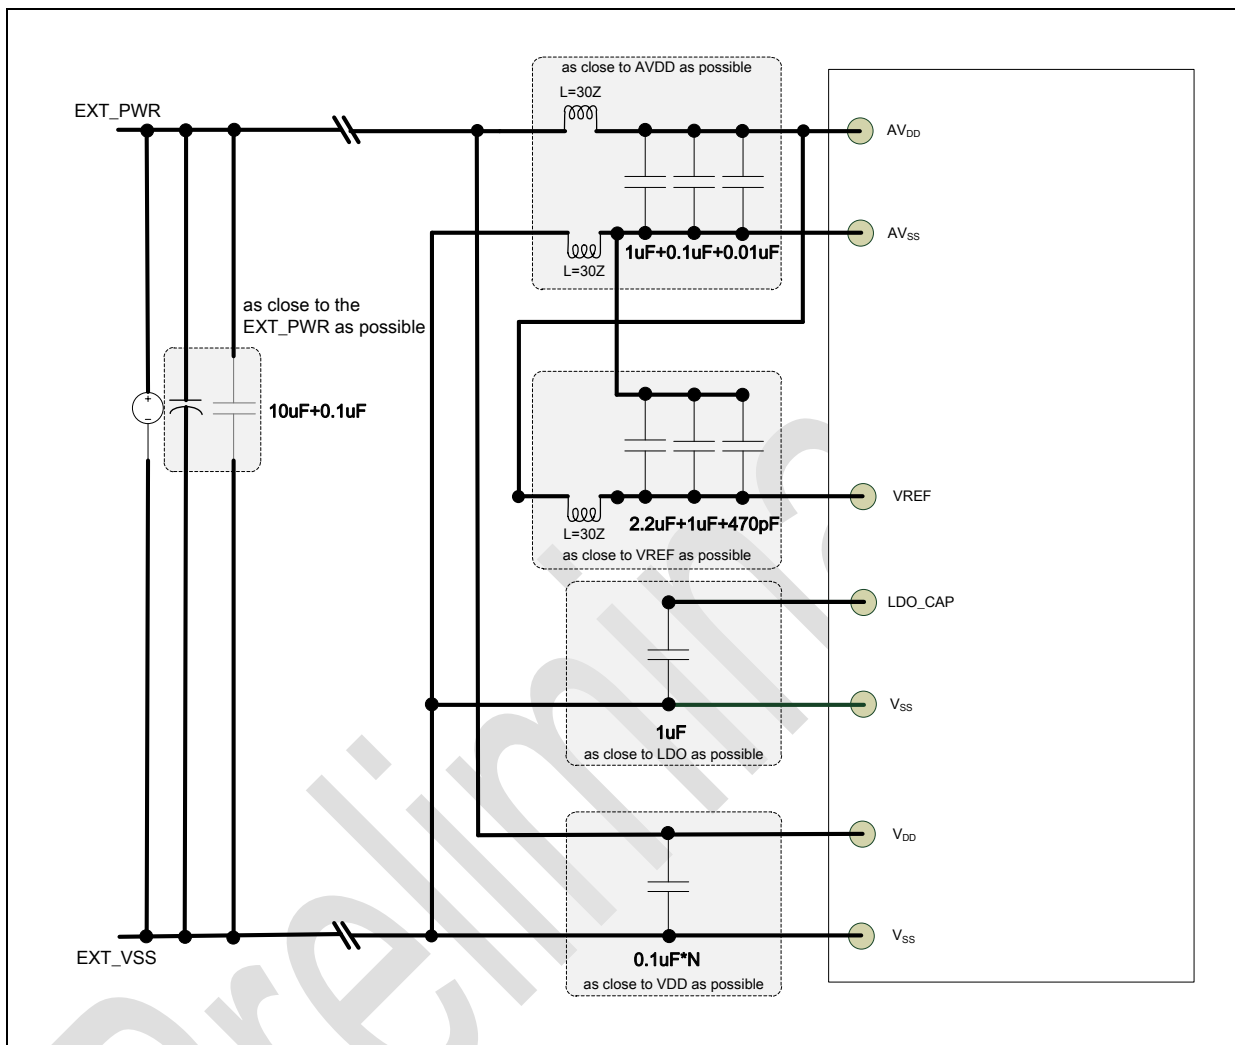 as close to AVDD as possible
L=30Z
EXT_PWR
AVDD
AVSS
1uF+0.1uF+0.01uF
L=30Z
as close to the
EXT_PWR as possible
+
−
10uF+0.1uF
VREF
2.2uF+1uF+470pF
L=30Z
as close to VREF as possible
LDO_CAP
VSS
1uF
as close to LDO as possible
VDD
VSS
EXT_VSS
0.1uF*N
as close to VDD as possible
Prelimina